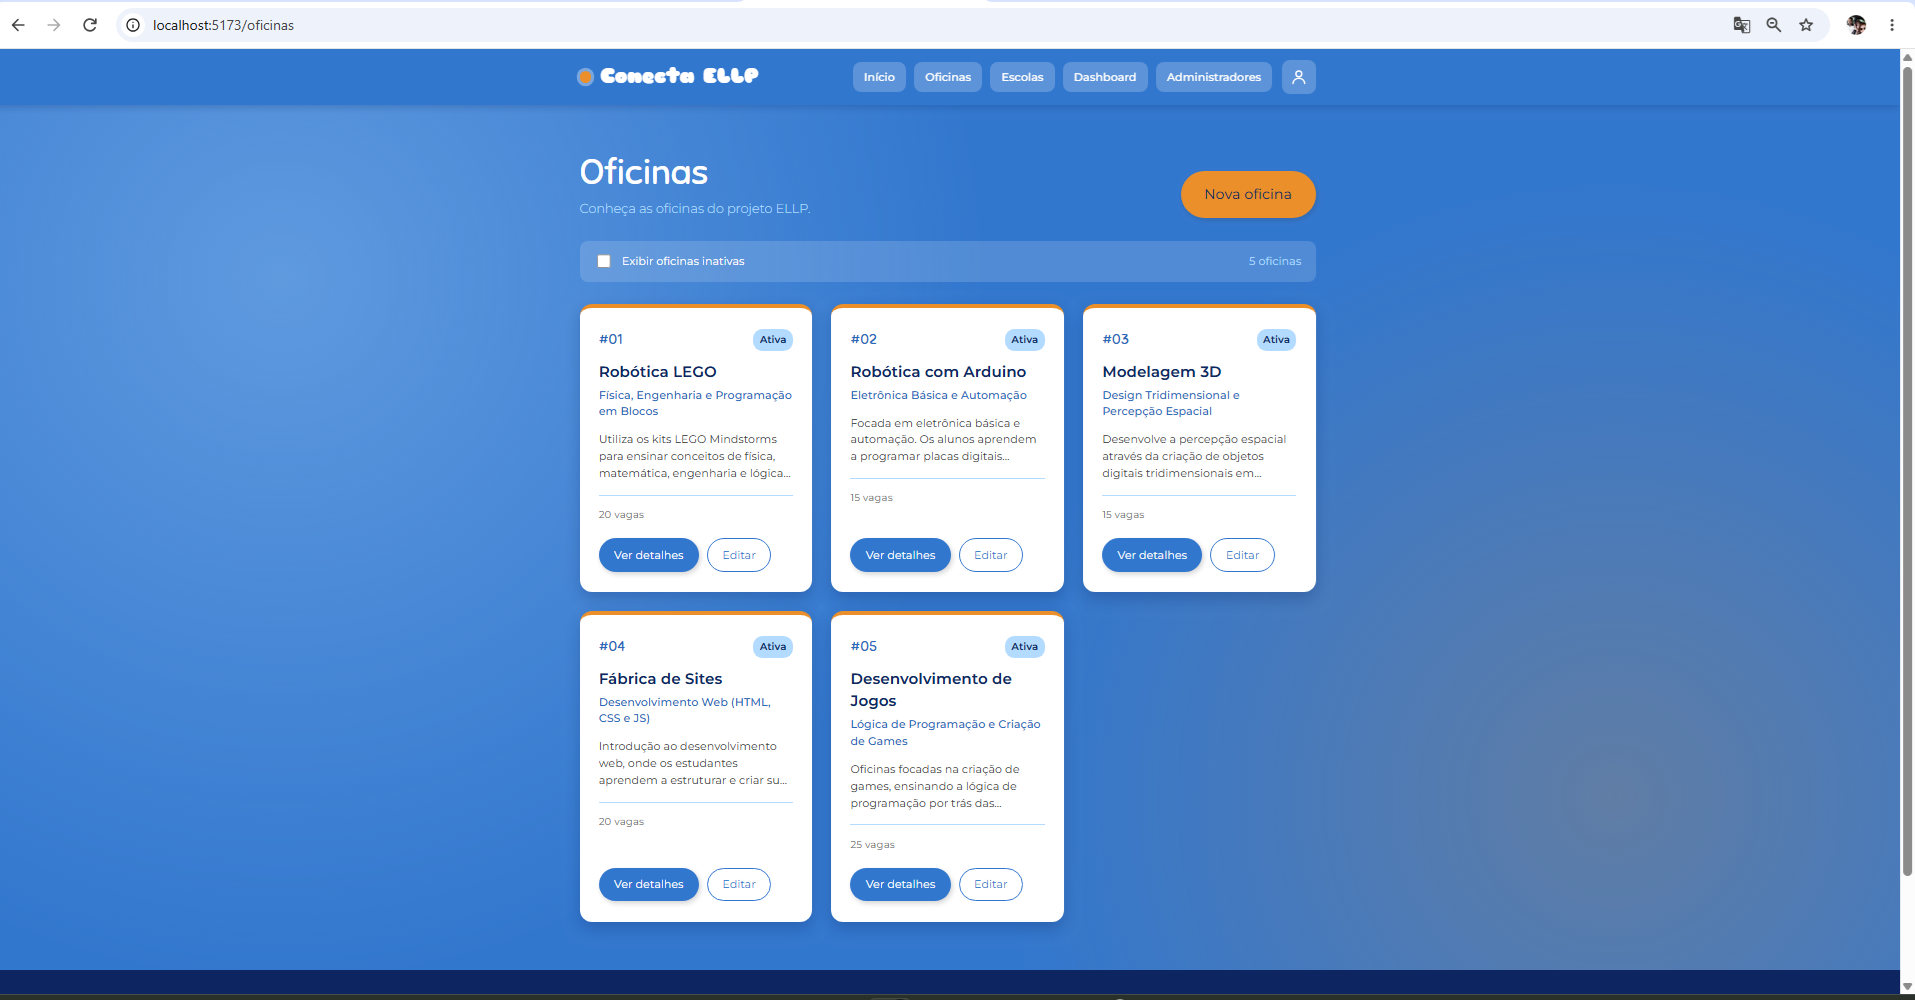 localhost:5173/oficinas
Conecta ELLP
Início
Oficinas
Escolas
Dashboard
Administradores
Oficinas
Conheça as oficinas do projeto ELLP.
Nova oficina
Exibir oficinas inativas
5 oficinas
#01
Ativa
Robótica LEGO
Física, Engenharia e Programação
em Blocos
Utiliza os kits LEGO Mindstorms
para ensinar conceitos de física,
matemática, engenharia e lógica...
20 vagas
Ver detalhes
Editar
#02
Ativa
Robótica com Arduino
Eletrônica Básica e Automação
Focada em eletrônica básica e
automação. Os alunos aprendem
a programar placas digitais...
15 vagas
Ver detalhes
Editar
#03
Ativa
Modelagem 3D
Design Tridimensional e
Percepção Espacial
Desenvolve a percepção espacial
através da criação de objetos
digitais tridimensionais em...
15 vagas
Ver detalhes
Editar
#04
Ativa
Fábrica de Sites
Desenvolvimento Web (HTML,
CSS e JS)
Introdução ao desenvolvimento
web, onde os estudantes
aprendem a estruturar e criar su...
20 vagas
Ver detalhes
Editar
#05
Ativa
Desenvolvimento de
Jogos
Lógica de Programação e Criação
de Games
Oficinas focadas na criação de
games, ensinando a lógica de
programação por trás das...
25 vagas
Ver detalhes
Editar